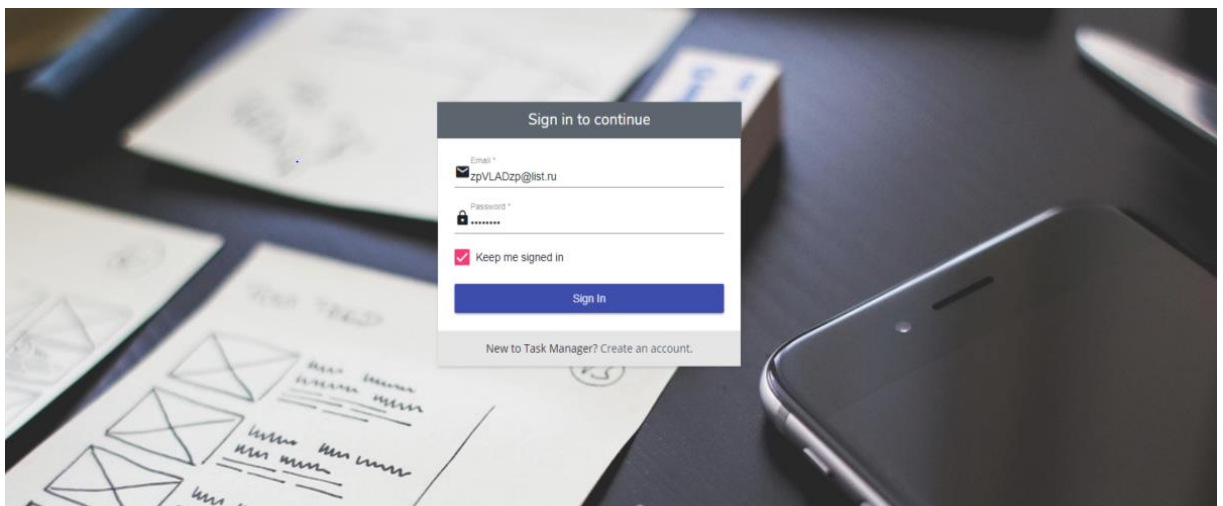 Sign in to continue
Email *
zpVLADzp@list.ru
Password *
••••••••
Keep me signed in
Sign In
New to Task Manager? Create an account.